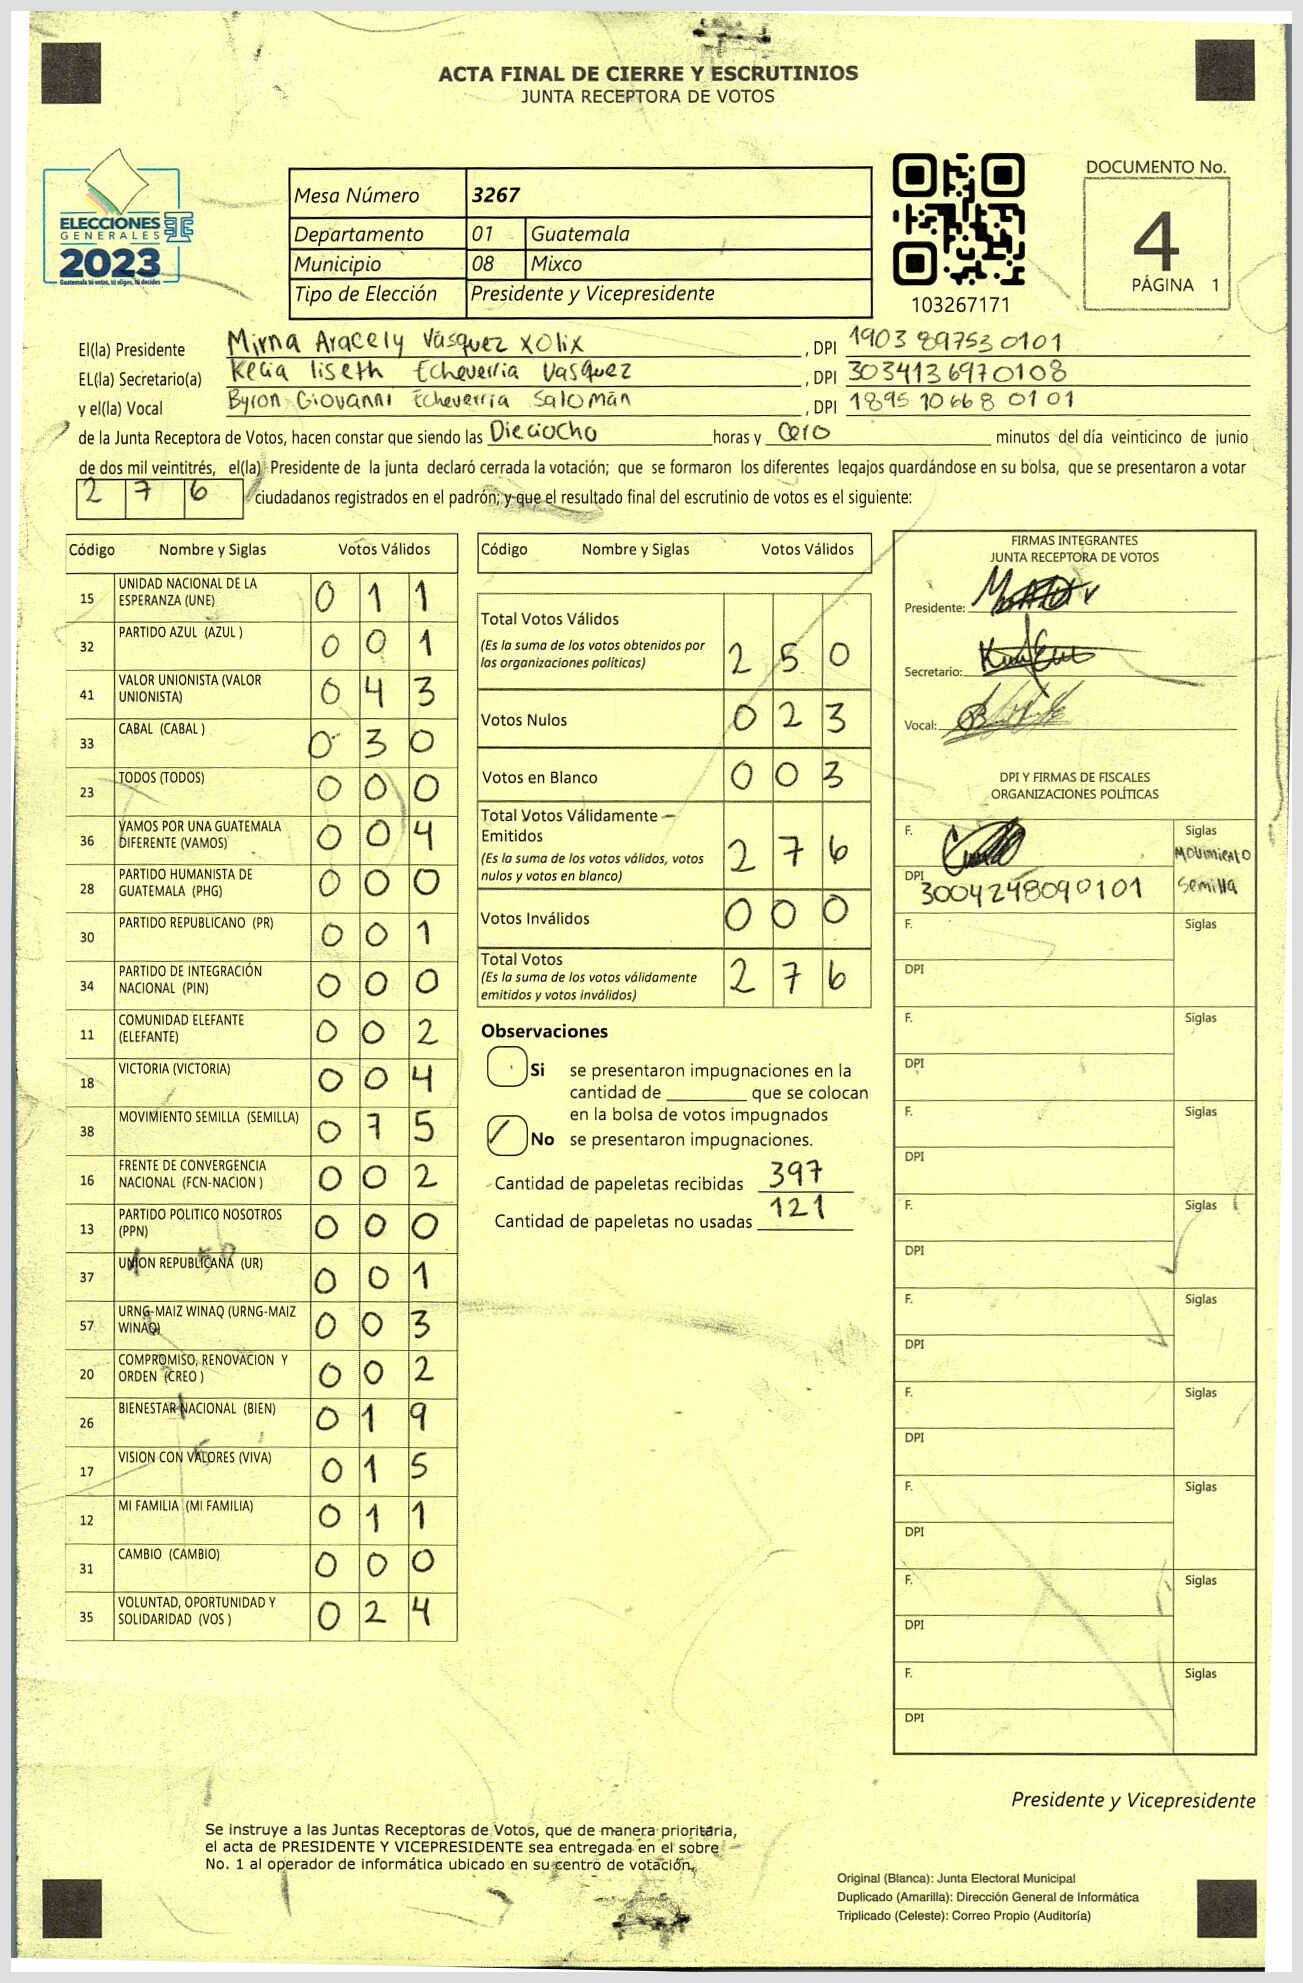 ACTA FINAL DE CIERRE Y ESCRUTINIOS
JUNTA RECEPTORA DE VOTOS
ELECCIONES
GENERALES
2023
Guatemala tú votas, tú eliges, tú decides
Mesa Número 3267
Departamento 01 Guatemala
Municipio 08 Mixco
Tipo de Elección Presidente y Vicepresidente
103267171
DOCUMENTO No.
4
PÁGINA 1
El(la) Presidente Mirna Aracely Vásquez Xolix, DPI 1903 89753 0101
EL(la) Secretario(a) Kecia liseth Echeverria Vasquez, DPI 3034136970108
y el(la) Vocal Byron Giovanni Echeverria Salomán, DPI 1895 10668 0101
de la Junta Receptora de Votos, hacen constar que siendo las Dieciocho horas y cero minutos del día veinticinco de junio
de dos mil veintitrés, el(la) Presidente de la junta declaró cerrada la votación; que se formaron los diferentes legajos quardándose en su bolsa, que se presentaron a votar
276 ciudadanos registrados en el padrón; y que el resultado final del escrutinio de votos es el siguiente:
Código Nombre y Siglas Votos Válidos
15 UNIDAD NACIONAL DE LA ESPERANZA (UNE) 0 1 1
32 PARTIDO AZUL (AZUL ) 0 0 1
41 VALOR UNIONISTA (VALOR UNIONISTA) 0 4 3
33 CABAL (CABAL ) 0 3 0
23 TODOS (TODOS) 0 0 0
36 VAMOS POR UNA GUATEMALA DIFERENTE (VAMOS) 0 0 4
28 PARTIDO HUMANISTA DE GUATEMALA (PHG) 0 0 0
30 PARTIDO REPUBLICANO (PR) 0 0 1
34 PARTIDO DE INTEGRACIÓN NACIONAL (PIN) 0 0 0
11 COMUNIDAD ELEFANTE (ELEFANTE) 0 0 2
18 VICTORIA (VICTORIA) 0 0 4
38 MOVIMIENTO SEMILLA (SEMILLA) 0 7 5
16 FRENTE DE CONVERGENCIA NACIONAL (FCN-NACION ) 0 0 2
13 PARTIDO POLITICO NOSOTROS (PPN) 0 0 0
37 UNION REPUBLICANA (UR) 0 0 1
57 URNG-MAIZ WINAQ (URNG-MAIZ WINAQ) 0 0 3
20 COMPROMISO, RENOVACION Y ORDEN (CREO ) 0 0 2
26 BIENESTAR NACIONAL (BIEN) 0 1 9
17 VISION CON VALORES (VIVA) 0 1 5
12 MI FAMILIA (MI FAMILIA) 0 1 1
31 CAMBIO (CAMBIO) 0 0 0
35 VOLUNTAD, OPORTUNIDAD Y SOLIDARIDAD (VOS ) 0 2 4
Código Nombre y Siglas Votos Válidos
Total Votos Válidos
(Es la suma de los votos obtenidos por
las organizaciones políticas) 2 5 0
Votos Nulos 0 2 3
Votos en Blanco 0 0 3
Total Votos Válidamente
Emitidos
(Es la suma de los votos válidos, votos
nulos y votos en blanco) 2 7 6
Votos Inválidos 0 0 0
Total Votos
(Es la suma de los votos válidamente
emitidos y votos inválidos) 2 7 6
Observaciones
Si se presentaron impugnaciones en la
cantidad de ________ que se colocan
en la bolsa de votos impugnados
No se presentaron impugnaciones.
Cantidad de papeletas recibidas 397
Cantidad de papeletas no usadas 121
FIRMAS INTEGRANTES
JUNTA RECEPTORA DE VOTOS
Presidente:
Secretario:
Vocal:
DPI Y FIRMAS DE FISCALES
ORGANIZACIONES POLÍTICAS
F. Siglas
Movimiento
DPI 3004248090101 Semilla
F. Siglas
DPI
F. Siglas
DPI
F. Siglas
DPI
F. Siglas
DPI
F. Siglas
DPI
F. Siglas
DPI
F. Siglas
DPI
F. Siglas
DPI
F. Siglas
DPI
Presidente y Vicepresidente
Se instruye a las Juntas Receptoras de Votos, que de manera prioritaria,
el acta de PRESIDENTE Y VICEPRESIDENTE sea entregada en el sobre
No. 1 al operador de informática ubicado en su centro de votación.
Original (Blanca): Junta Electoral Municipal
Duplicado (Amarilla): Dirección General de Informática
Triplicado (Celeste): Correo Propio (Auditoría)